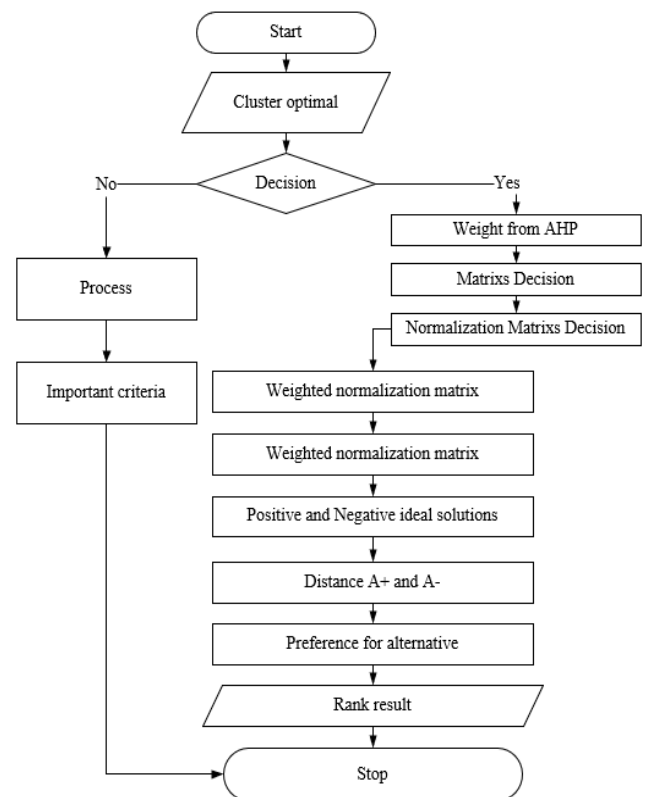 Start
Cluster optimal
Decision
No
Yes
Weight from AHP
Matrixs Decision
Normalization Matrixs Decision
Process
Important criteria
Weighted normalization matrix
Weighted normalization matrix
Positive and Negative ideal solutions
Distance A+ and A-
Preference for alternative
Rank result
Stop